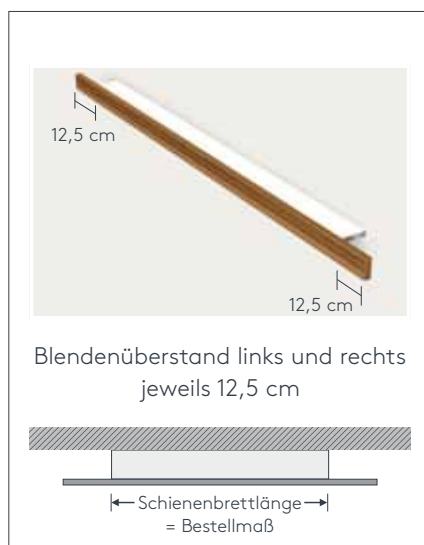 12,5 cm
12,5 cm
Blendenüberstand links und rechts
jeweils 12,5 cm
Schienenbrettlänge
= Bestellmaß